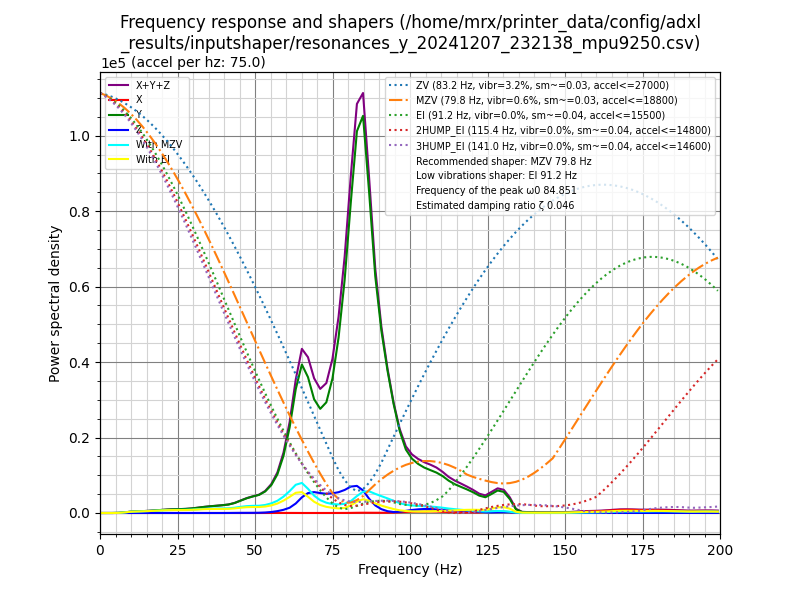 Frequency response and shapers (/home/mrx/printer_data/config/adxl
_results/inputshaper/resonances_y_20241207_232138_mpu9250.csv)
1e5 (accel per hz: 75.0)
X+Y+Z
X
Y
Z
With MZV
With EI
ZV (83.2 Hz, vibr=3.2%, sm~=0.03, accel<=27000)
MZV (79.8 Hz, vibr=0.6%, sm~=0.03, accel<=18800)
EI (91.2 Hz, vibr=0.0%, sm~=0.04, accel<=15500)
2HUMP_EI (115.4 Hz, vibr=0.0%, sm~=0.04, accel<=14800)
3HUMP_EI (141.0 Hz, vibr=0.0%, sm~=0.04, accel<=14600)
Recommended shaper: MZV 79.8 Hz
Low vibrations shaper: EI 91.2 Hz
Frequency of the peak ω0 84.851
Estimated damping ratio ζ 0.046
Power spectral density
1.0
0.8
0.6
0.4
0.2
0.0
0 25 50 75 100 125 150 175 200
Frequency (Hz)